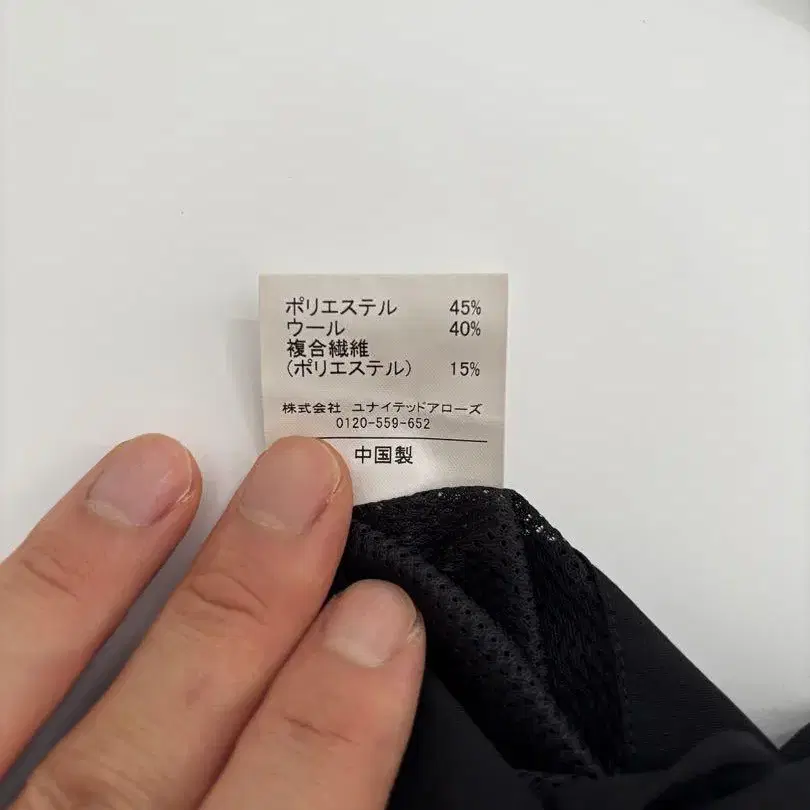 ポリエステル 45%
ウール 40%
複合繊維
(ポリエステル) 15%
株式会社 ユナイテッドアローズ
0120-559-652
中国製